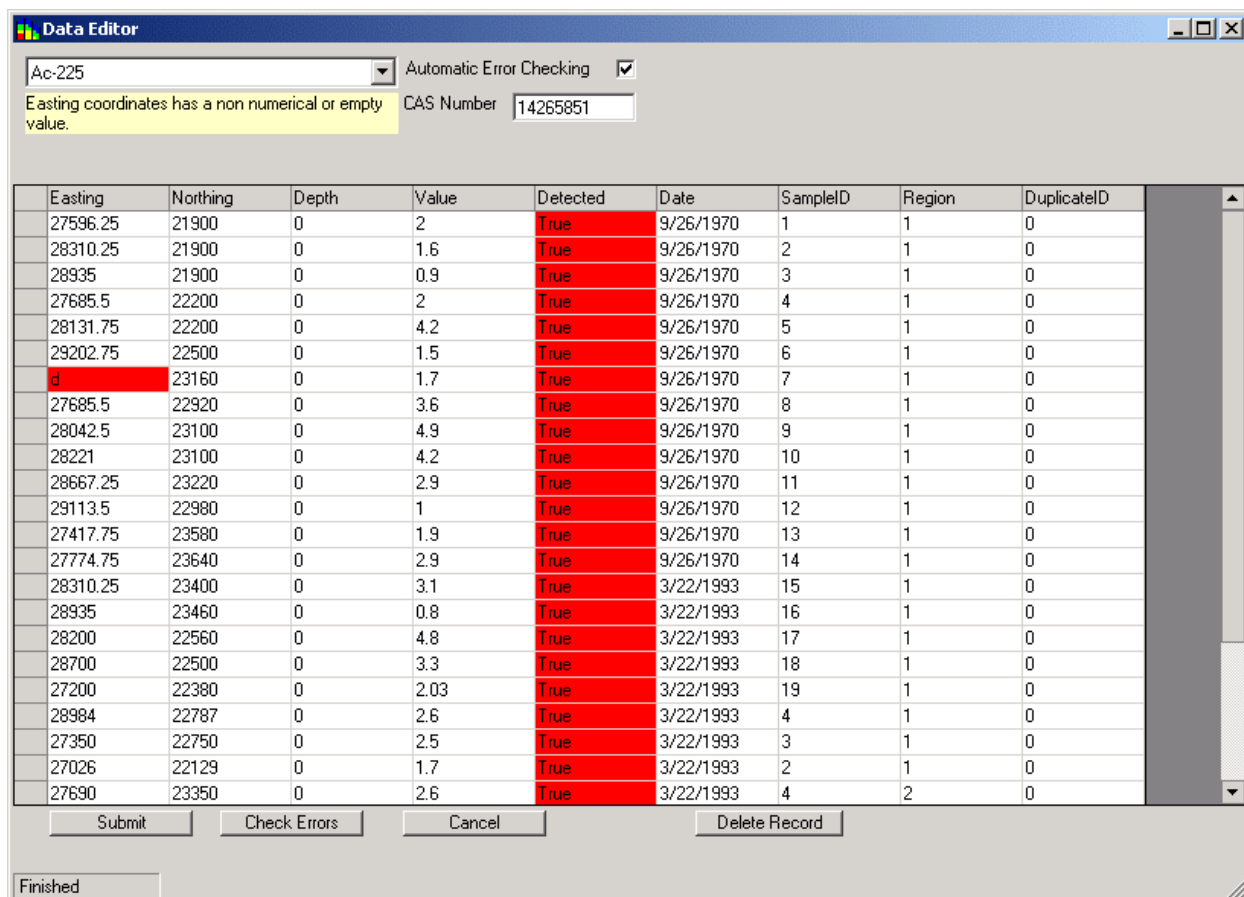 Data Editor
Ac-225 Automatic Error Checking
Easting coordinates has a non numerical or empty
value.
CAS Number 14265851
Easting Northing Depth Value Detected Date SampleID Region DuplicateID
27596.25 21900 0 2 True 9/26/1970 1 1 0
28310.25 21900 0 1.6 True 9/26/1970 2 1 0
28935 21900 0 0.9 True 9/26/1970 3 1 0
27685.5 22200 0 2 True 9/26/1970 4 1 0
28131.75 22200 0 4.2 True 9/26/1970 5 1 0
29202.75 22500 0 1.5 True 9/26/1970 6 1 0
d 23160 0 1.7 True 9/26/1970 7 1 0
27685.5 22920 0 3.6 True 9/26/1970 8 1 0
28042.5 23100 0 4.9 True 9/26/1970 9 1 0
28221 23100 0 4.2 True 9/26/1970 10 1 0
28667.25 23220 0 2.9 True 9/26/1970 11 1 0
29113.5 22980 0 1 True 9/26/1970 12 1 0
27417.75 23580 0 1.9 True 9/26/1970 13 1 0
27774.75 23640 0 2.9 True 9/26/1970 14 1 0
28310.25 23400 0 3.1 True 3/22/1993 15 1 0
28935 23460 0 0.8 True 3/22/1993 16 1 0
28200 22560 0 4.8 True 3/22/1993 17 1 0
28700 22500 0 3.3 True 3/22/1993 18 1 0
27200 22380 0 2.03 True 3/22/1993 19 1 0
28984 22787 0 2.6 True 3/22/1993 4 1 0
27350 22750 0 2.5 True 3/22/1993 3 1 0
27026 22129 0 1.7 True 3/22/1993 2 1 0
27690 23350 0 2.6 True 3/22/1993 4 2 0
Submit Check Errors Cancel Delete Record
Finished